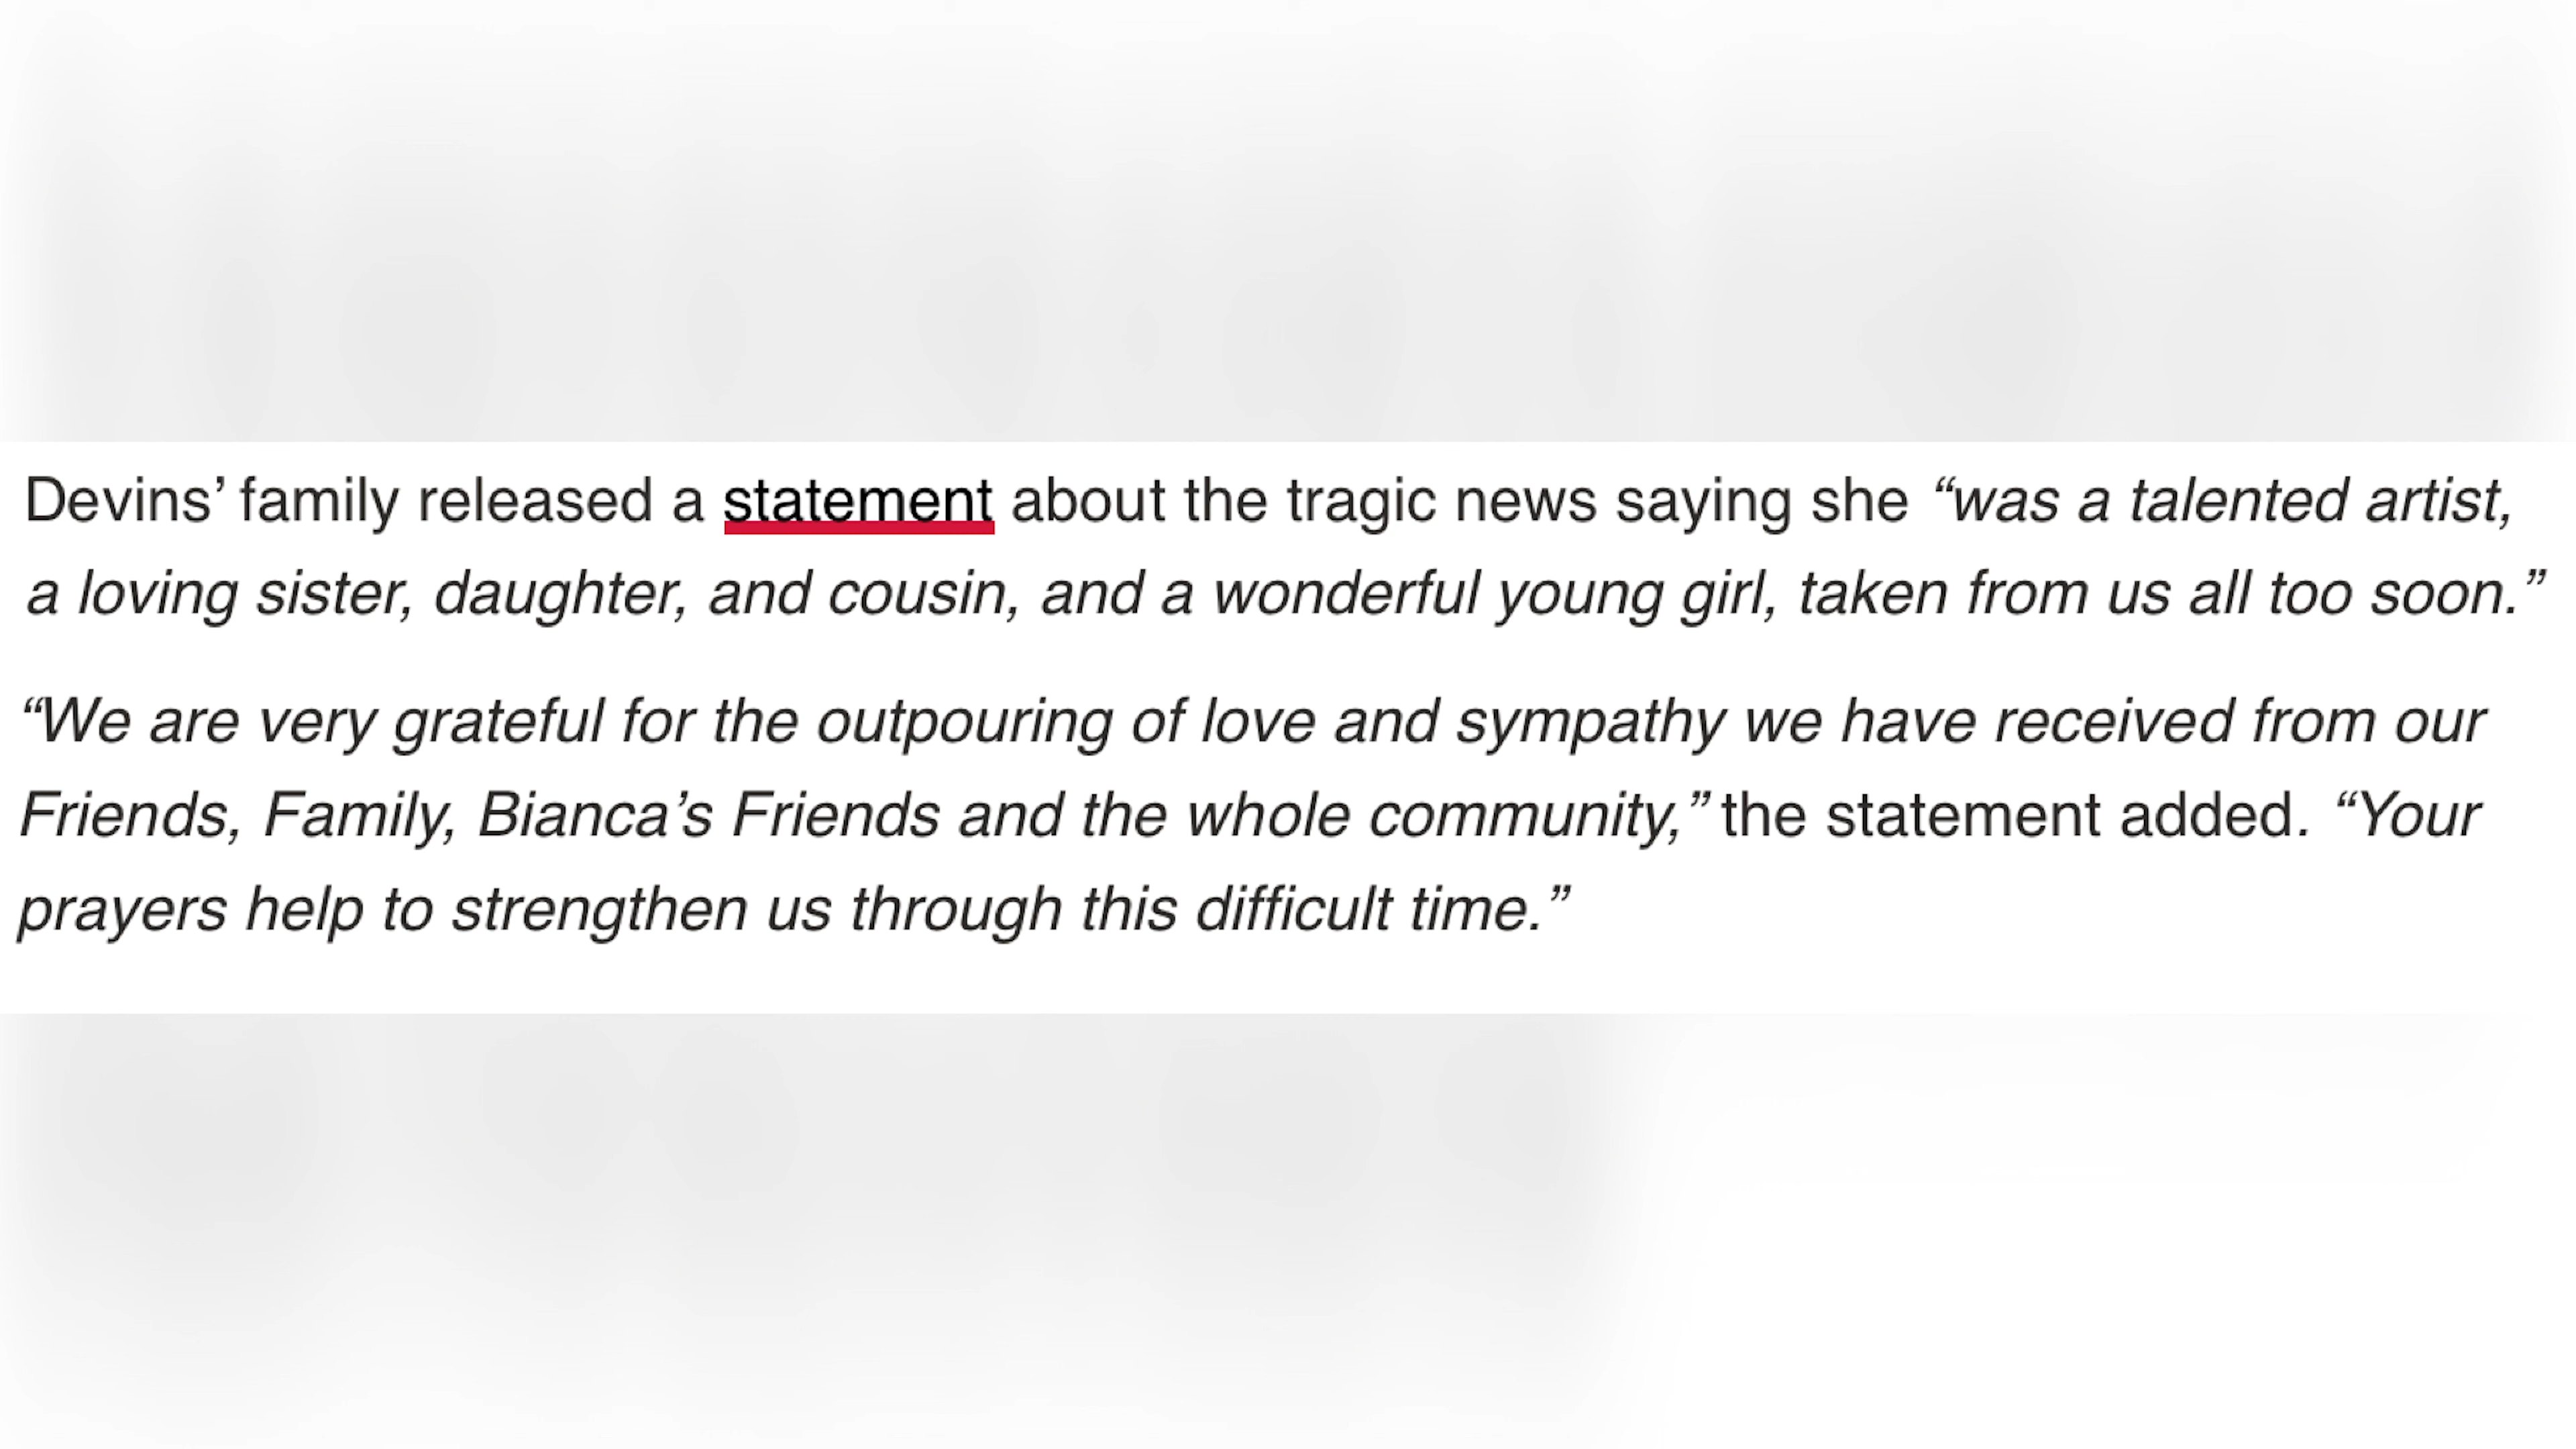 Devins’ family released a statement about the tragic news saying she “was a talented artist,
a loving sister, daughter, and cousin, and a wonderful young girl, taken from us all too soon.”
“We are very grateful for the outpouring of love and sympathy we have received from our
Friends, Family, Bianca’s Friends and the whole community,” the statement added. “Your
prayers help to strengthen us through this difficult time.”